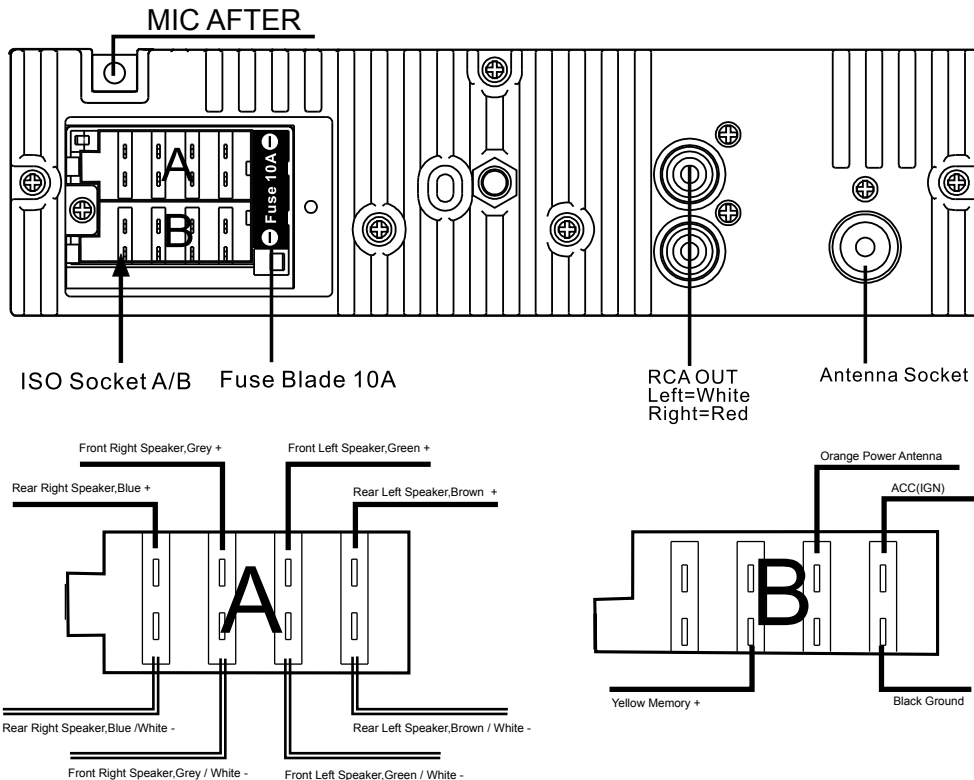 MIC AFTER
A
B
Fuse 10A
ISO Socket A/B
Fuse Blade 10A
RCA OUT
Left=White
Right=Red
Antenna Socket
Front Right Speaker,Grey +
Front Left Speaker,Green +
Rear Right Speaker,Blue +
Rear Left Speaker,Brown +
A
Rear Right Speaker,Blue /White -
Rear Left Speaker,Brown / White -
Front Right Speaker,Grey / White -
Front Left Speaker,Green / White -
Orange Power Antenna
ACC(IGN)
B
Yellow Memory +
Black Ground